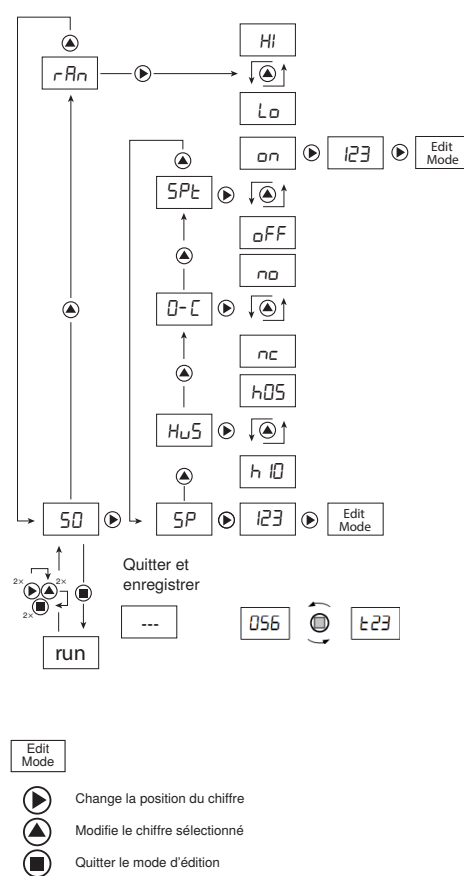 HI
rAn
Lo
on 123 Edit Mode
SPt
oFF
no
O-C
nc
h05
HuS
h 10
SO SP 123 Edit Mode
Quitter et
enregistrer
2× 2×
2×
---
056 t23
run
Edit
Mode
Change la position du chiffre
Modifie le chiffre sélectionné
Quitter le mode d'édition